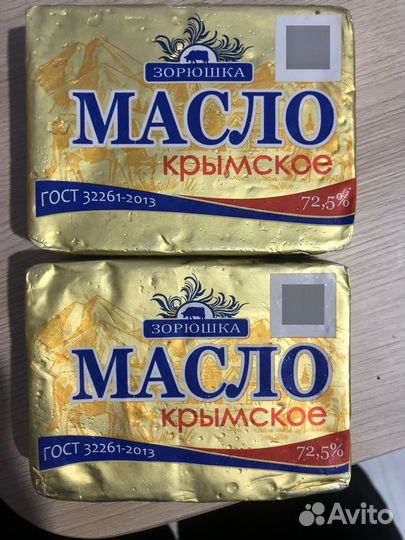 ЗОРЮШКА
МАСЛО
крымское
ГОСТ 32261-2013
72,5%
ЗОРЮШКА
МАСЛО
крымское
ГОСТ 32261-2013
72,5%
Avito